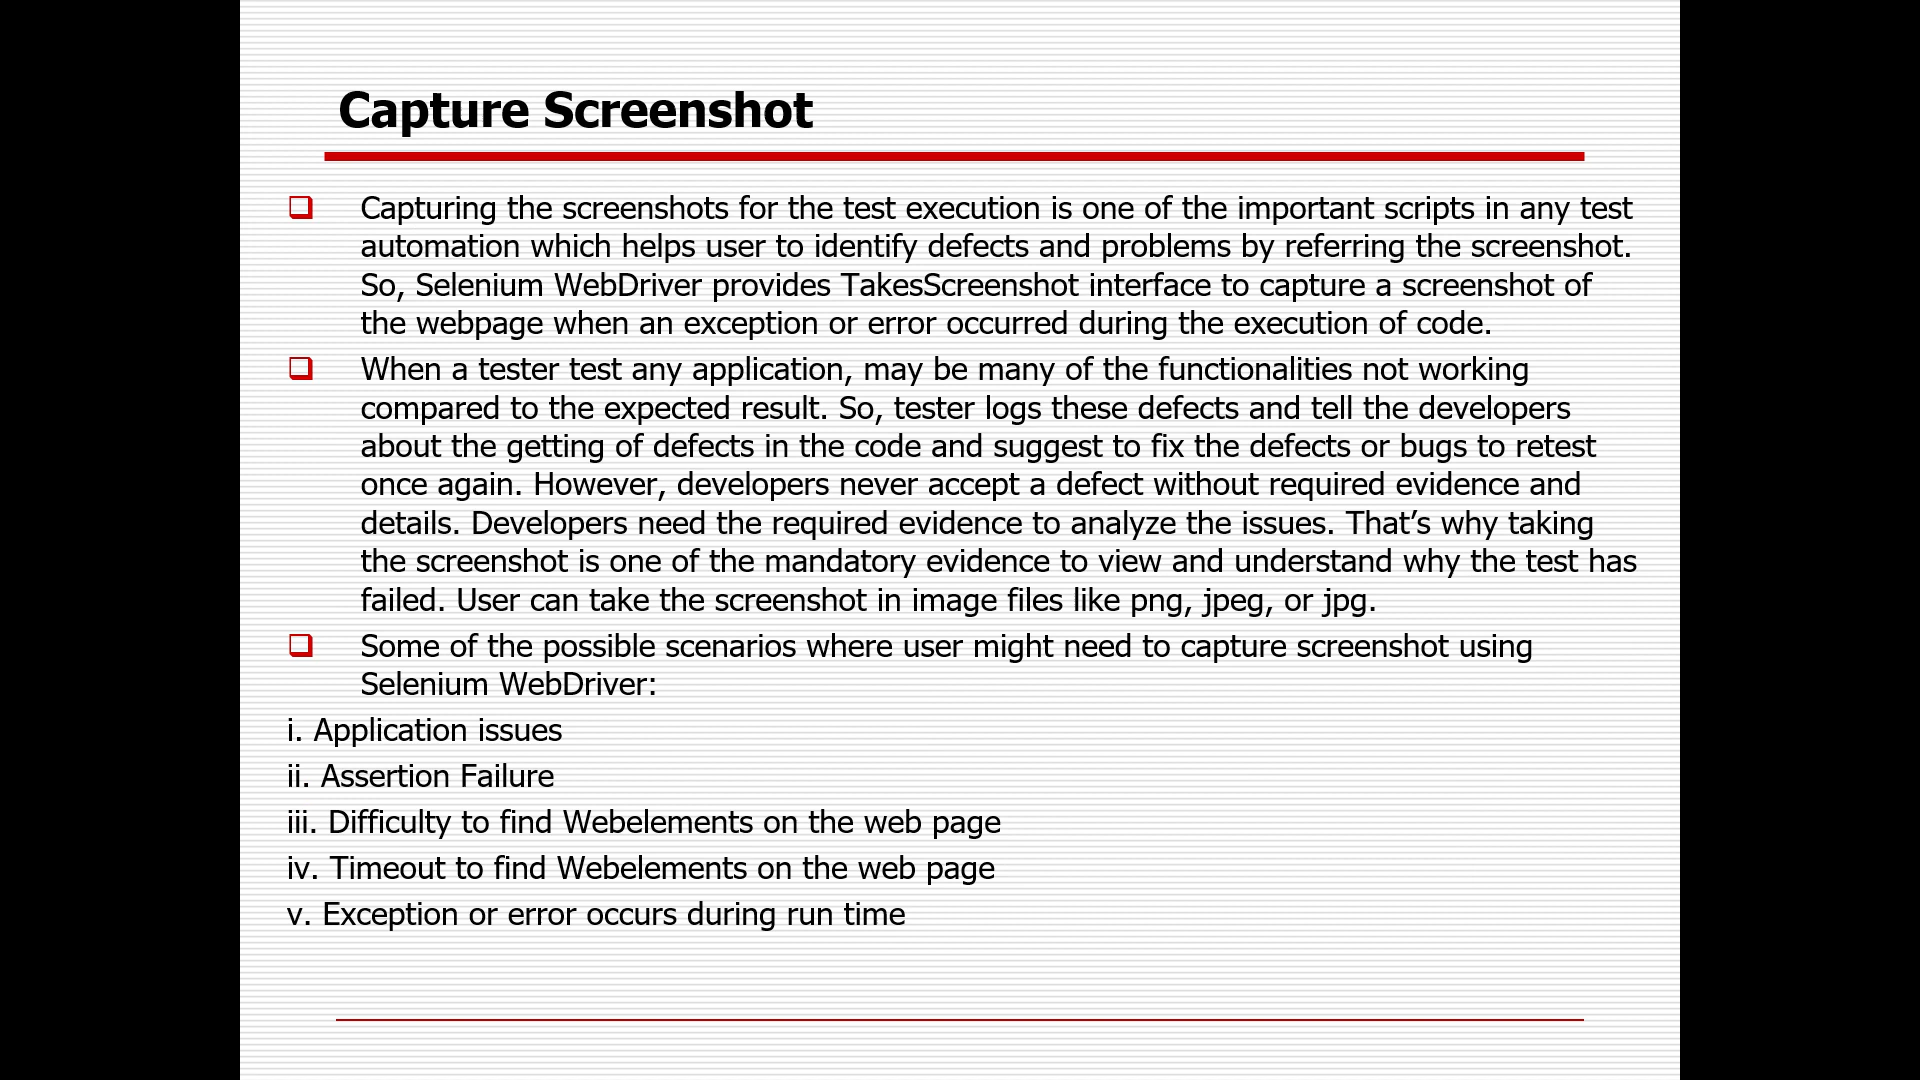 Capture Screenshot
Capturing the screenshots for the test execution is one of the important scripts in any test
automation which helps user to identify defects and problems by referring the screenshot.
So, Selenium WebDriver provides TakesScreenshot interface to capture a screenshot of
the webpage when an exception or error occurred during the execution of code.
When a tester test any application, may be many of the functionalities not working
compared to the expected result. So, tester logs these defects and tell the developers
about the getting of defects in the code and suggest to fix the defects or bugs to retest
once again. However, developers never accept a defect without required evidence and
details. Developers need the required evidence to analyze the issues. That’s why taking
the screenshot is one of the mandatory evidence to view and understand why the test has
failed. User can take the screenshot in image files like png, jpeg, or jpg.
Some of the possible scenarios where user might need to capture screenshot using
Selenium WebDriver:
i. Application issues
ii. Assertion Failure
iii. Difficulty to find Webelements on the web page
iv. Timeout to find Webelements on the web page
v. Exception or error occurs during run time